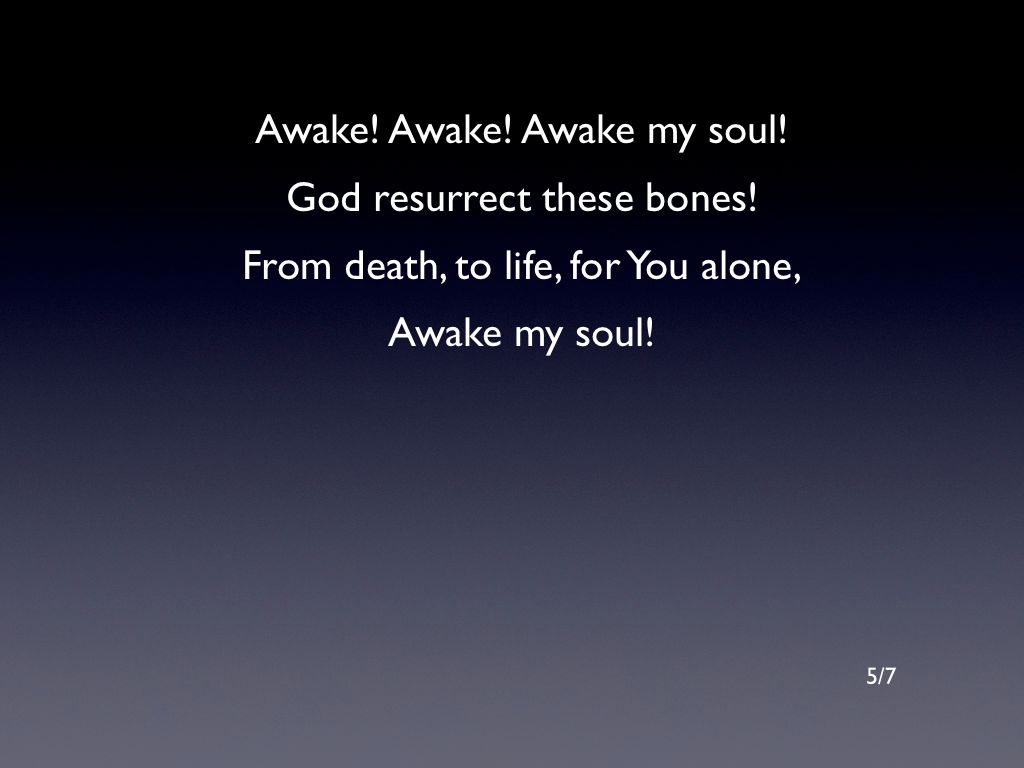 Awake! Awake! Awake my soul!
God resurrect these bones!
From death, to life, for You alone,
Awake my soul!
5/7